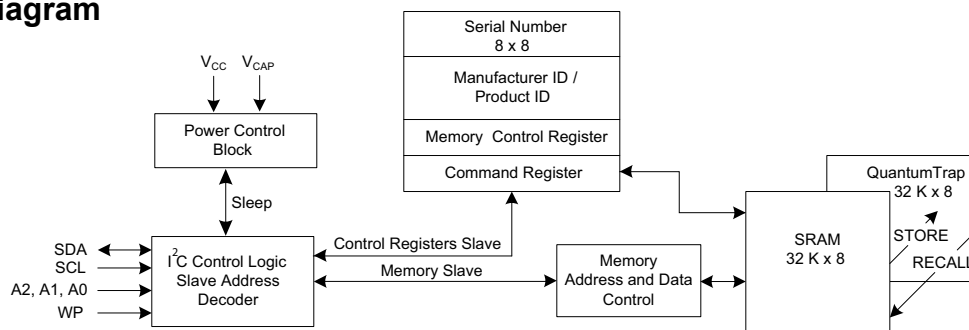 iagram
Serial Number
8 x 8
Manufacturer ID /
Product ID
Memory Control Register
Command Register
VCC VCAP
Power Control
Block
Sleep
SDA
SCL
A2, A1, A0
WP
I2C Control Logic
Slave Address
Decoder
Control Registers Slave
Memory Slave
Memory
Address and Data
Control
SRAM
32 K x 8
QuantumTrap
32 K x 8
STORE
RECALL